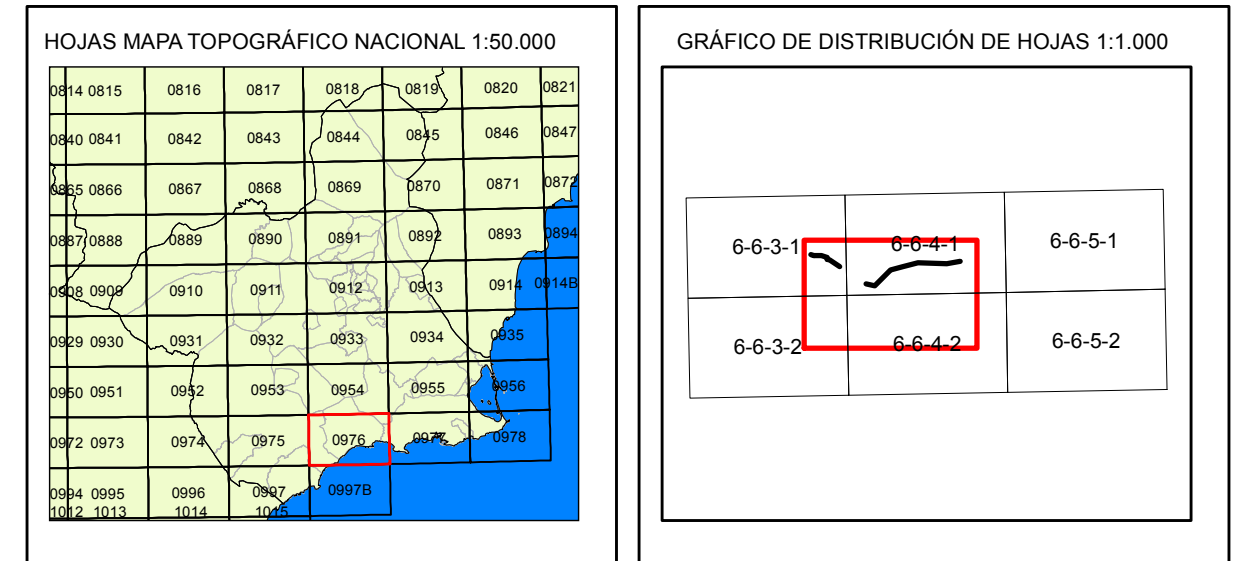 HOJAS MAPA TOPOGRÁFICO NACIONAL 1:50.000
0814 0815 0816 0817 0818 0819 0820 0821
0840 0841 0842 0843 0844 0845 0846 0847
0865 0866 0867 0868 0869 0870 0871 0872
0887 0888 0889 0890 0891 0892 0893 0894
0908 0909 0910 0911 0912 0913 0914 0914B
0929 0930 0931 0932 0933 0934 0935
0950 0951 0952 0953 0954 0955 0956
0972 0973 0974 0975 0976 0977 0978
0994 0995 0996 0997 0997B
1012 1013 1014 1015
GRÁFICO DE DISTRIBUCIÓN DE HOJAS 1:1.000
6-6-3-1 6-6-4-1 6-6-5-1
6-6-3-2 6-6-4-2 6-6-5-2